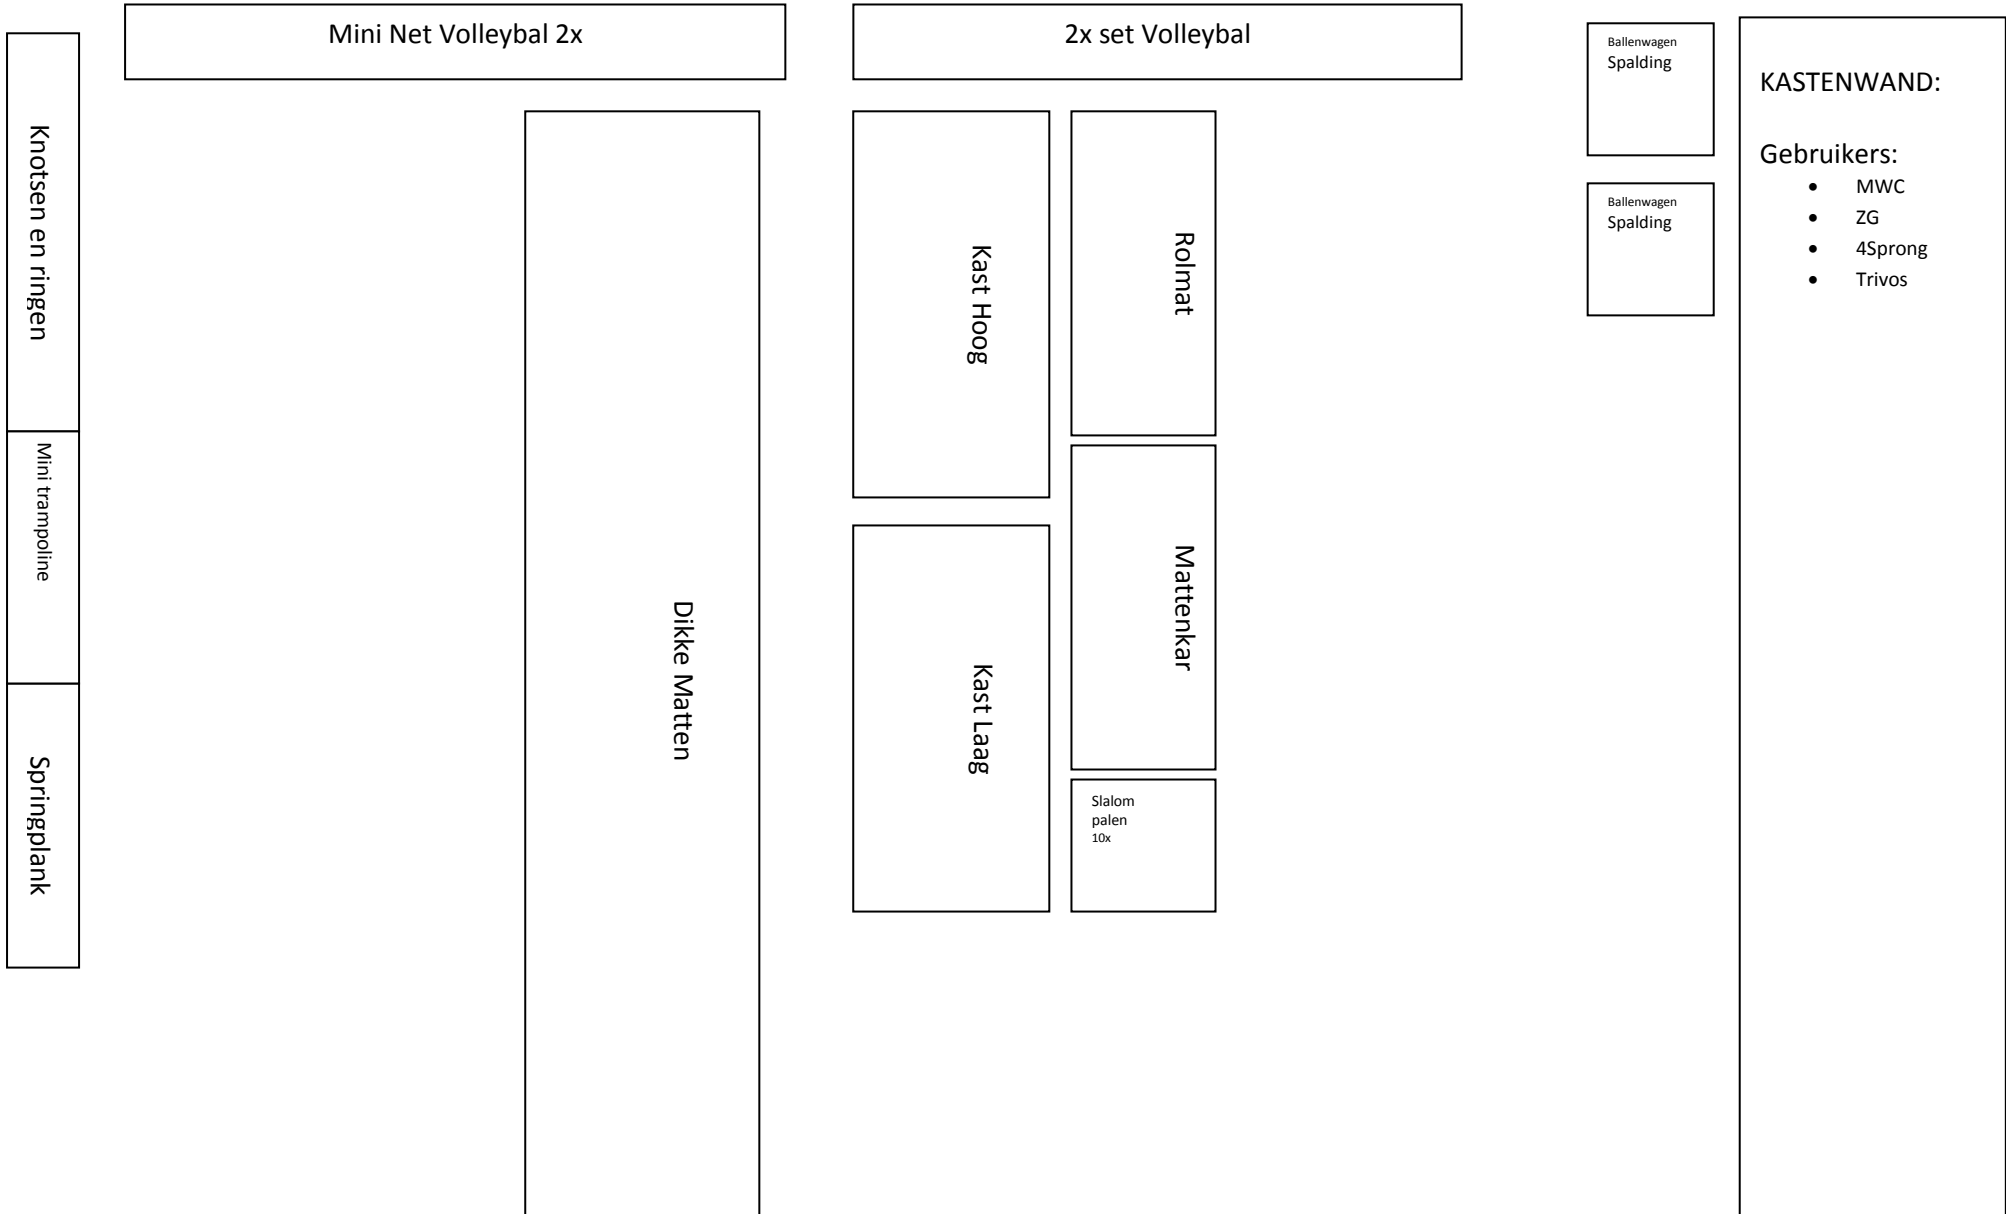 Mini Net Volleybal 2x
2x set Volleybal
Knotsen en ringen
Mini trampoline
Springplank
Dikke Matten
Kast Hoog
Kast Laag
Rolmat
Mattenkar
Slalom
palen
10x
Ballenwagen
Spalding
Ballenwagen
Spalding
KASTENWAND:
Gebruikers:
• MWC
• ZG
• 4Sprong
• Trivos